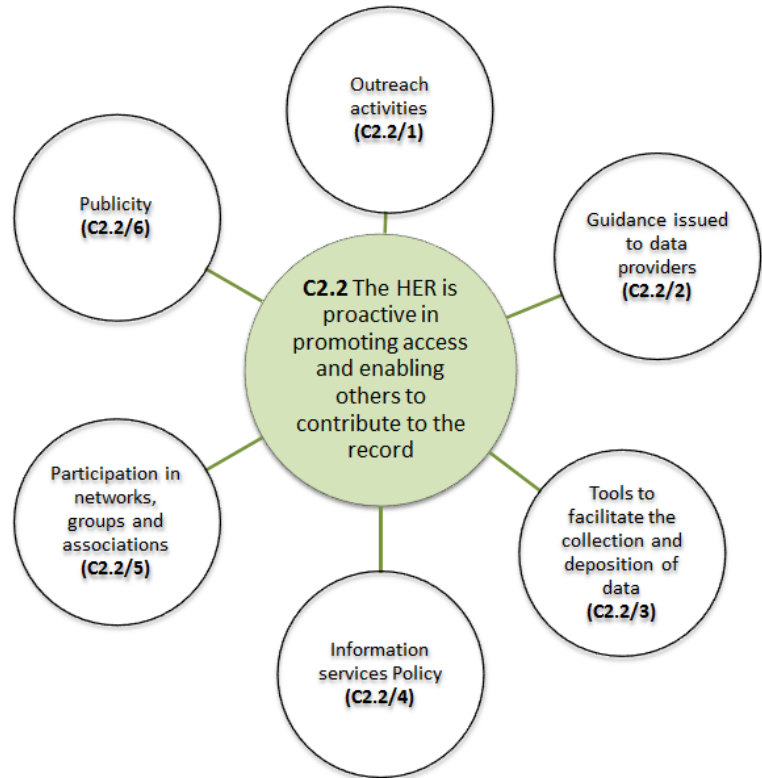 Outreach
activities
(C2.2/1)
Publicity
(C2.2/6)
Guidance issued
to data
providers
(C2.2/2)
C2.2 The HER is
proactive in
promoting access
and enabling
others to
contribute to the
record
Participation in
networks,
groups and
associations
(C2.2/5)
Tools to
facilitate the
collection and
deposition of
data
(C2.2/3)
Information
services Policy
(C2.2/4)